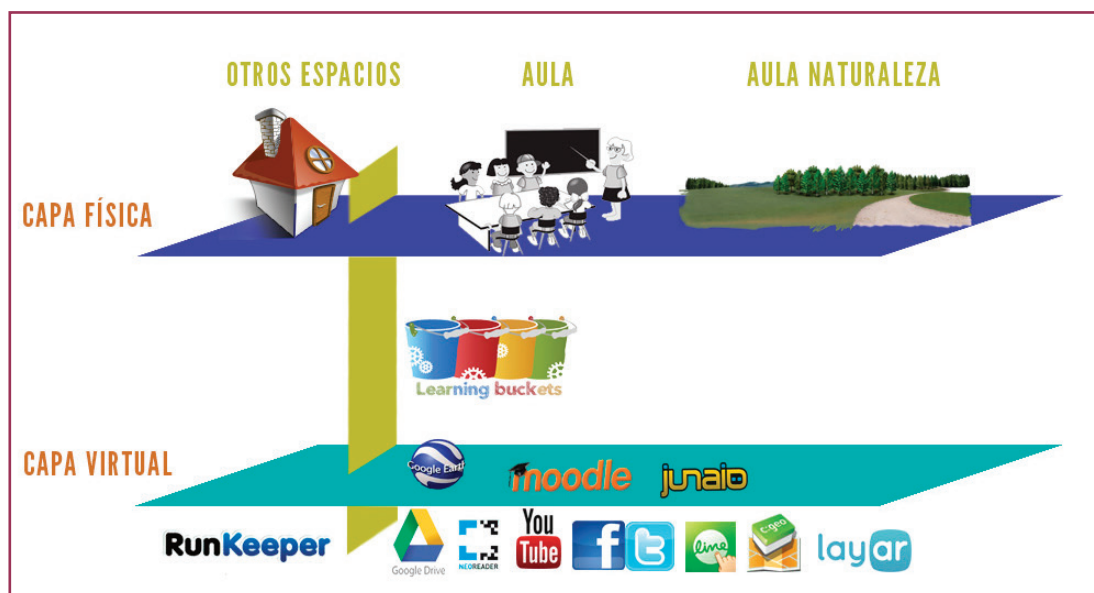 OTROS ESPACIOS AULA AULA NATURALEZA
CAPA FÍSICA
Learning buckets
CAPA VIRTUAL
Google Earth
moodle
junaio
RunKeeper
Google Drive
NEOREADER
You
Tube
f
t
line
c:geo
layar